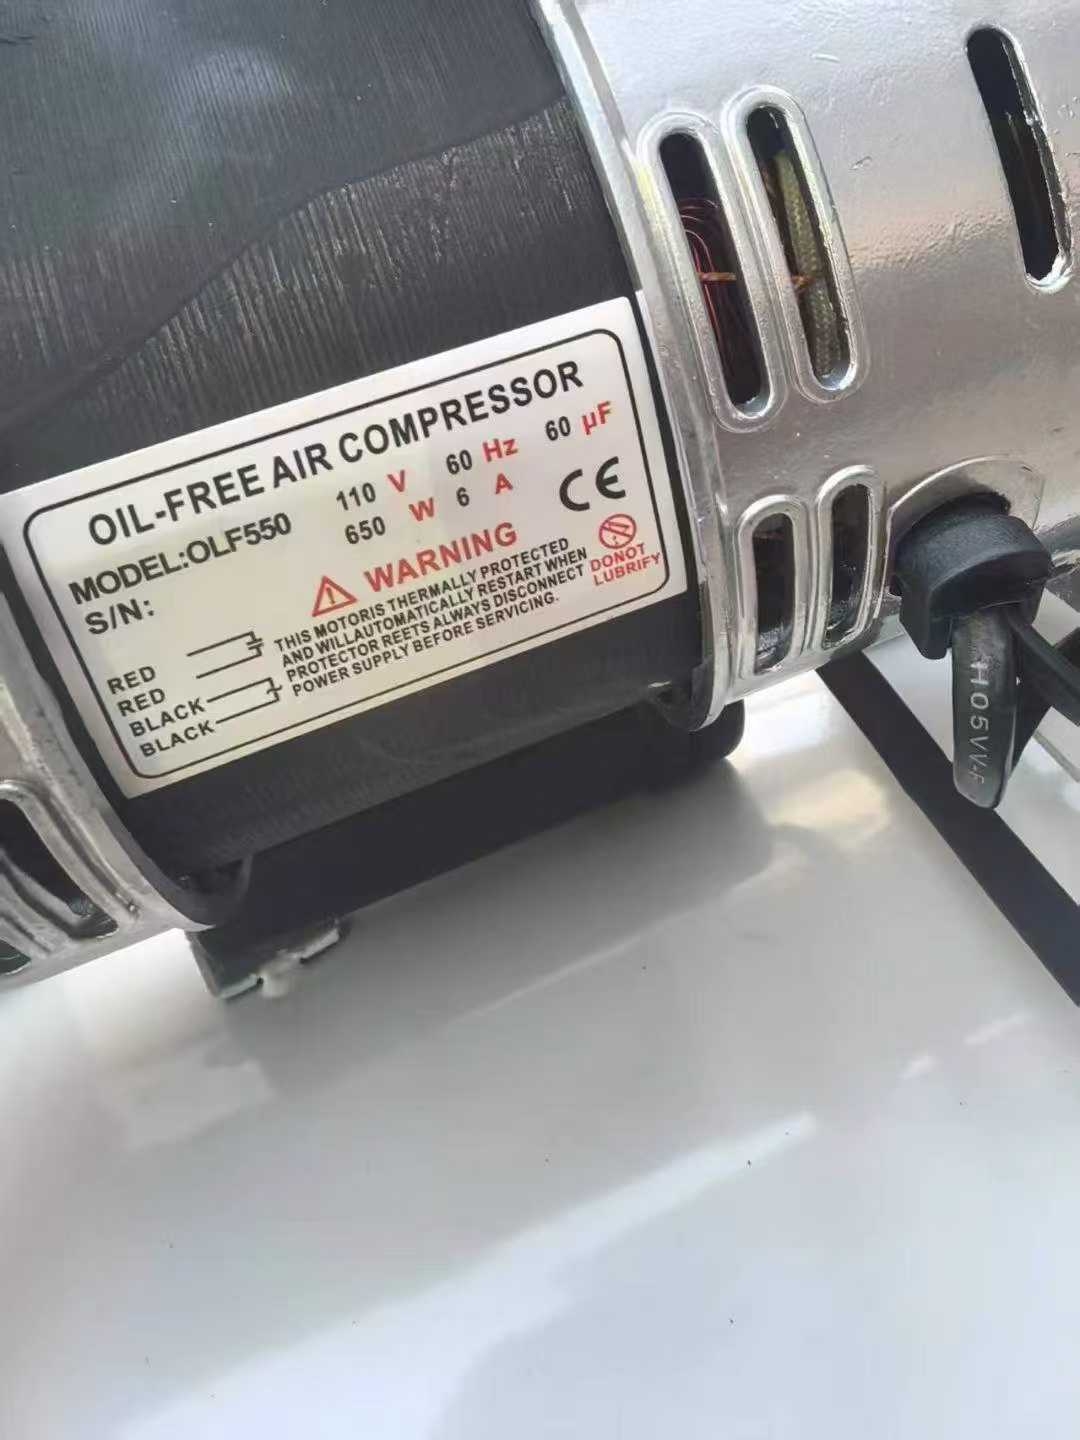 OIL-FREE AIR COMPRESSOR
MODEL:OLF550 110 V 60 Hz 60 µF
S/N: 650 W 6 A CE
WARNING
THIS MOTORIS THERMALLY PROTECTED
AND WILLAUTOMATICALLY RESTART WHEN
PROTECTOR REETS ALWAYS DISCONNECT
POWER SUPPLY BEFORE SERVICING.
DONOT
LUBRIFY
RED
RED
BLACK
BLACK
H05VV-F